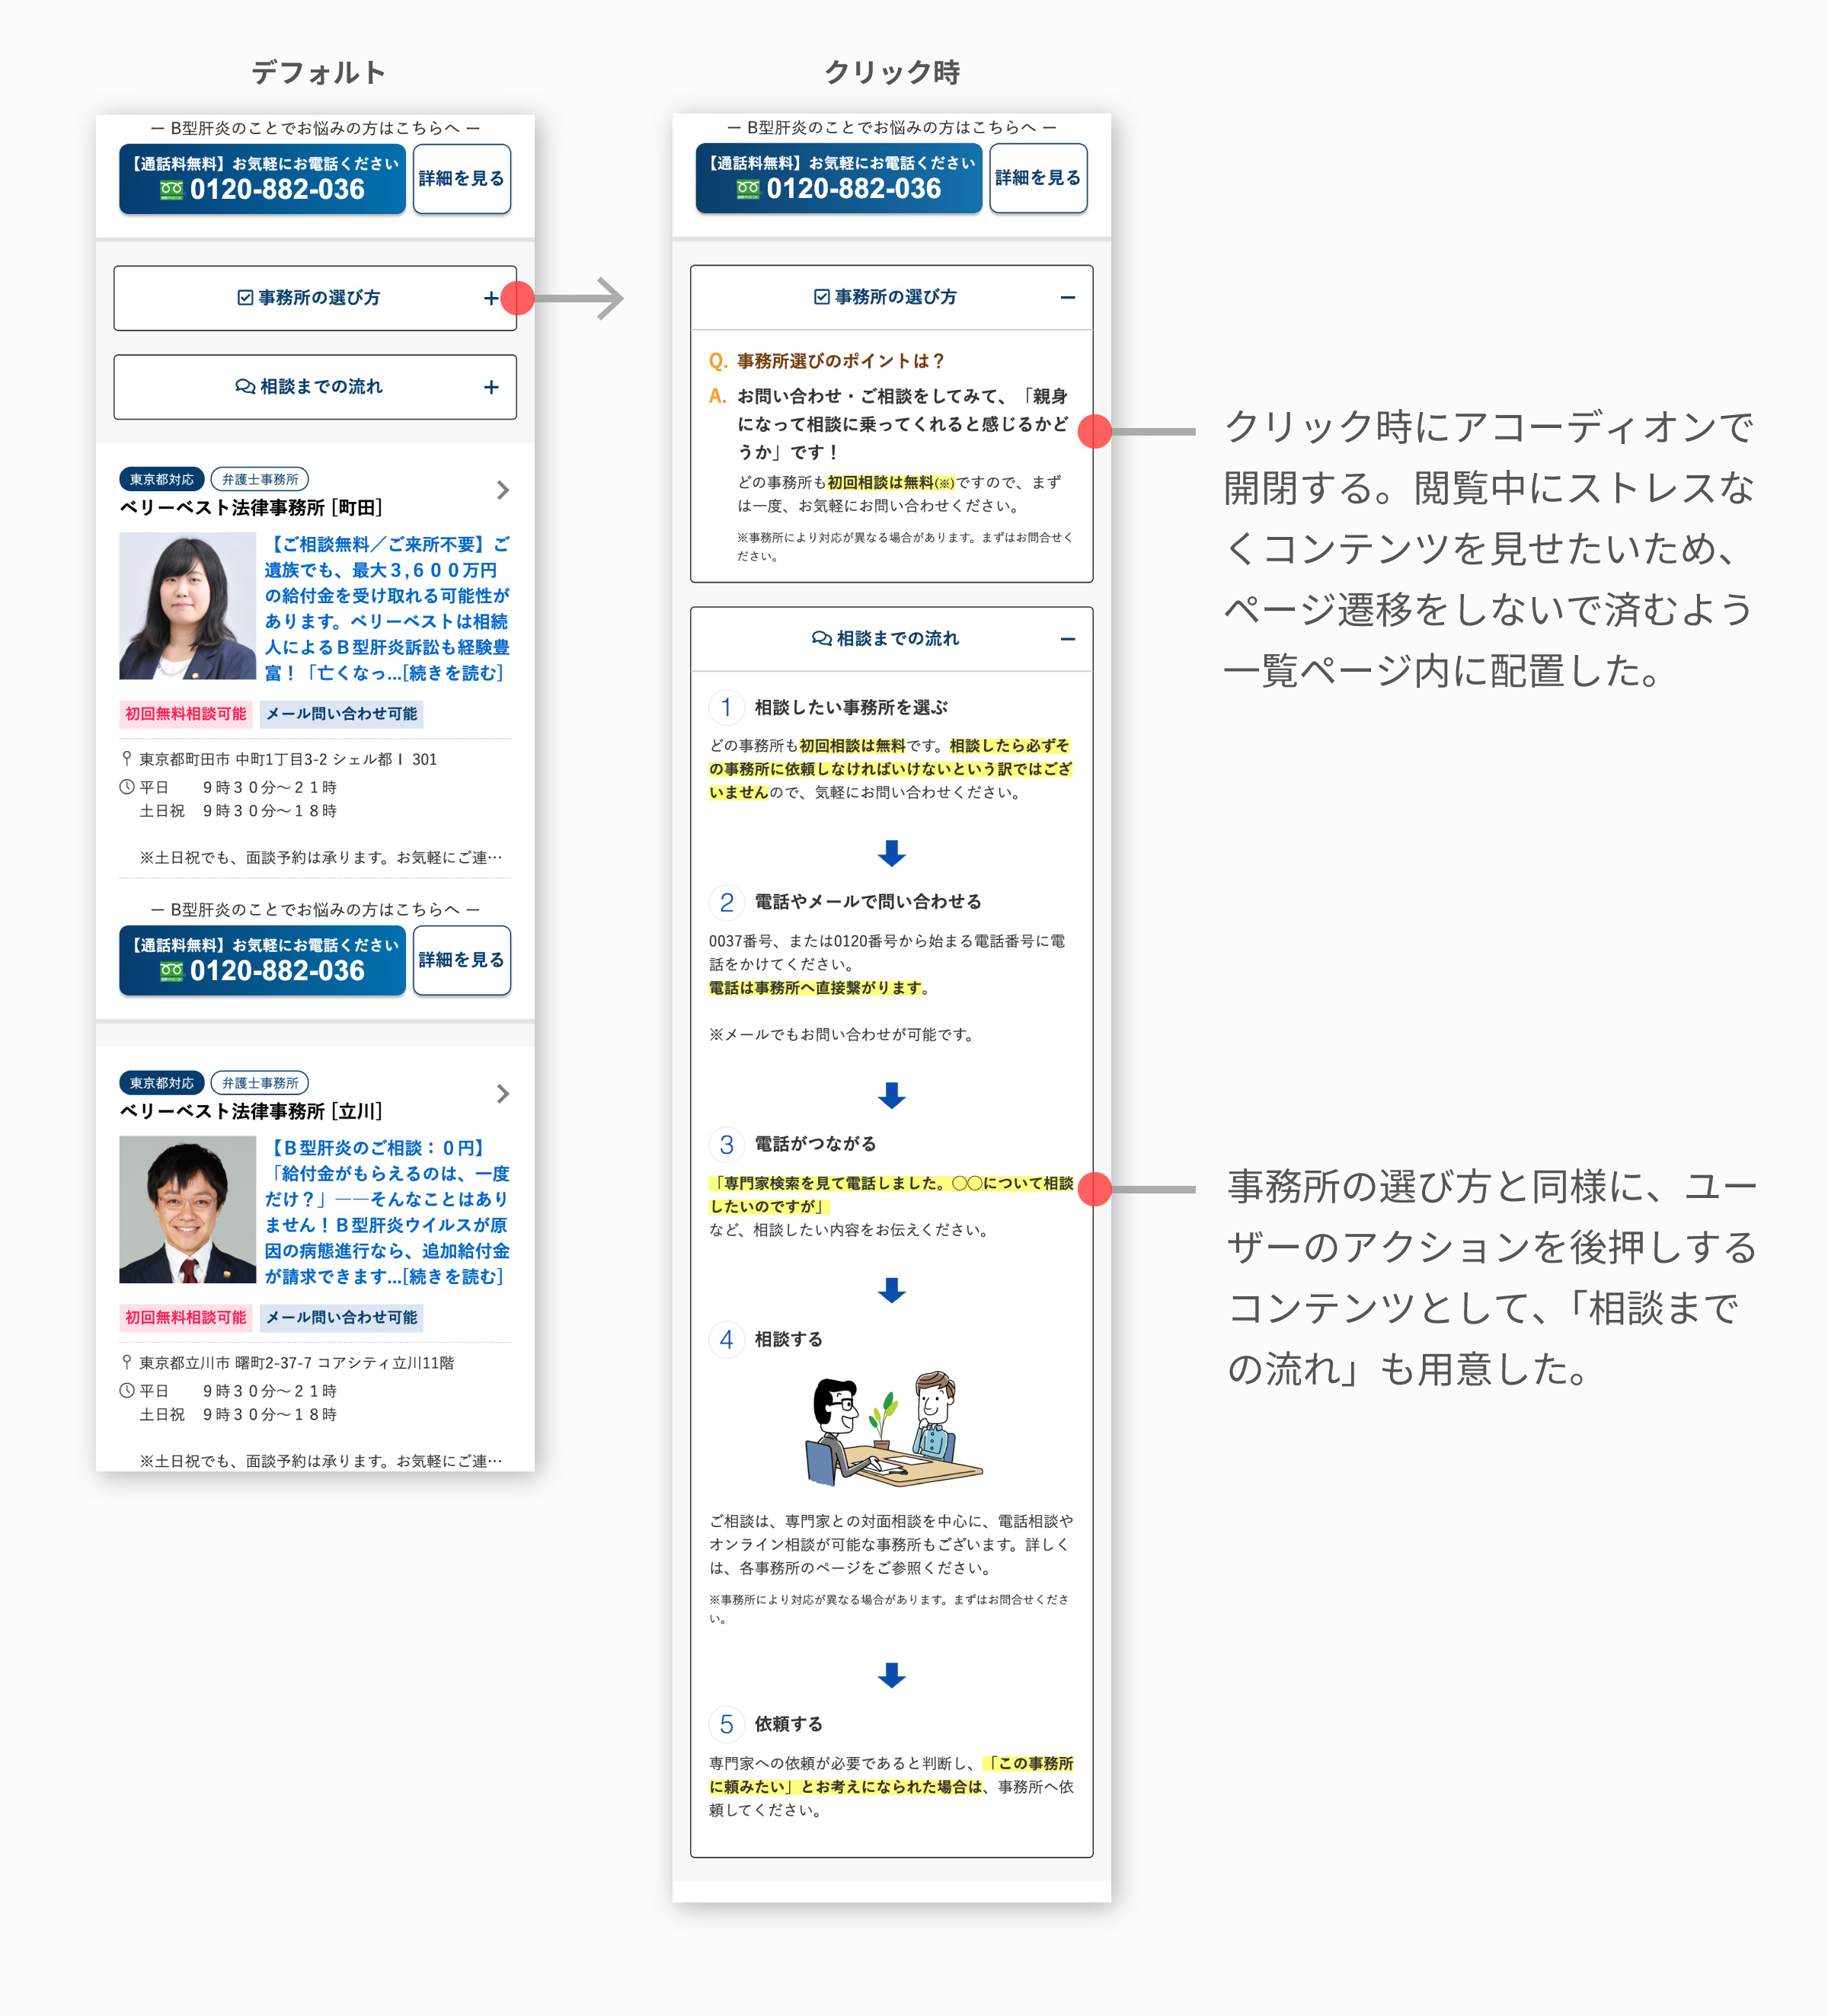 デフォルト
ー B型肝炎のことでお悩みの方はこちらへ ー
【通話料無料】お気軽にお電話ください
0120-882-036
詳細を見る
事務所の選び方
+
相談までの流れ
+
東京都対応 弁護士事務所
ベリーベスト法律事務所 [町田]
【ご相談無料／ご来所不要】ご
遺族でも、最大３,６００万円
の給付金を受け取れる可能性が
あります。ベリーベストは相続
人によるＢ型肝炎訴訟も経験豊
富！「亡くなっ...[続きを読む]
初回無料相談可能 メール問い合わせ可能
東京都町田市 中町1丁目3-2 シェル都Ⅰ 301
平日 ９時３０分〜２１時
土日祝 ９時３０分〜１８時
※土日祝でも、面談予約は承ります。お気軽にご連…
ー B型肝炎のことでお悩みの方はこちらへ ー
【通話料無料】お気軽にお電話ください
0120-882-036
詳細を見る
東京都対応 弁護士事務所
ベリーベスト法律事務所 [立川]
【Ｂ型肝炎のご相談：０円】
「給付金がもらえるのは、一度
だけ？」――そんなことはあり
ません！Ｂ型肝炎ウイルスが原
因の病態進行なら、追加給付金
が請求できます...[続きを読む]
初回無料相談可能 メール問い合わせ可能
東京都立川市 曙町2-37-7 コアシティ立川11階
平日 ９時３０分〜２１時
土日祝 ９時３０分〜１８時
※土日祝でも、面談予約は承ります。お気軽にご連…
クリック時
ー B型肝炎のことでお悩みの方はこちらへ ー
【通話料無料】お気軽にお電話ください
0120-882-036
詳細を見る
事務所の選び方
−
Q. 事務所選びのポイントは？
A. お問い合わせ・ご相談をしてみて、「親身
になって相談に乗ってくれると感じるかど
うか」です！
どの事務所も初回相談は無料(※)ですので、まず
は一度、お気軽にお問い合わせください。
※事務所により対応が異なる場合があります。まずはお問合せく
ださい。
相談までの流れ
−
1 相談したい事務所を選ぶ
どの事務所も初回相談は無料です。相談したら必ずそ
の事務所に依頼しなければいけないという訳ではござ
いませんので、気軽にお問い合わせください。
2 電話やメールで問い合わせる
0037番号、または0120番号から始まる電話番号に電
話をかけてください。
電話は事務所へ直接繋がります。
※メールでもお問い合わせが可能です。
3 電話がつながる
「専門家検索を見て電話しました。〇〇について相談
したいのですが」
など、相談したい内容をお伝えください。
4 相談する
ご相談は、専門家との対面相談を中心に、電話相談や
オンライン相談が可能な事務所もございます。詳しく
は、各事務所のページをご参照ください。
※事務所により対応が異なる場合があります。まずはお問合せくださ
い。
5 依頼する
専門家への依頼が必要であると判断し、「この事務所
に頼みたい」とお考えになられた場合は、事務所へ依
頼してください。
クリック時にアコーディオンで
開閉する。閲覧中にストレスな
くコンテンツを見せたいため、
ページ遷移をしないで済むよう
一覧ページ内に配置した。
事務所の選び方と同様に、ユー
ザーのアクションを後押しする
コンテンツとして、「相談まで
の流れ」も用意した。